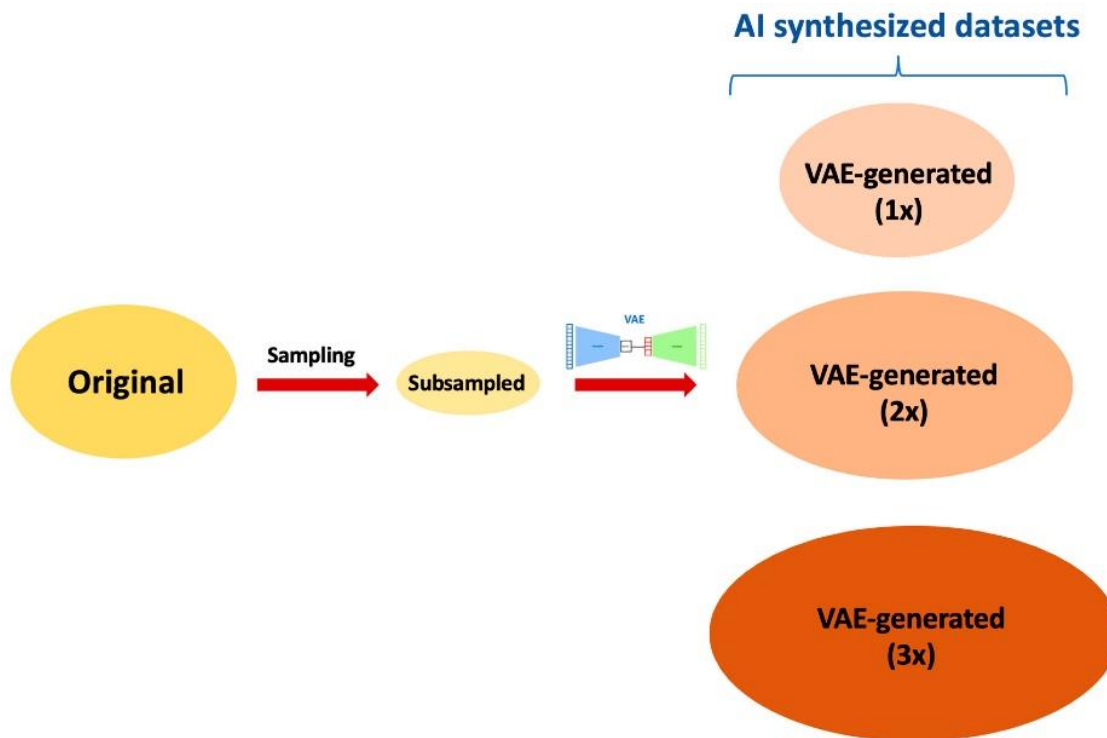 AI synthesized datasets
VAE-generated
(1x)
Original
Sampling
Subsampled
VAE
VAE-generated
(2x)
VAE-generated
(3x)